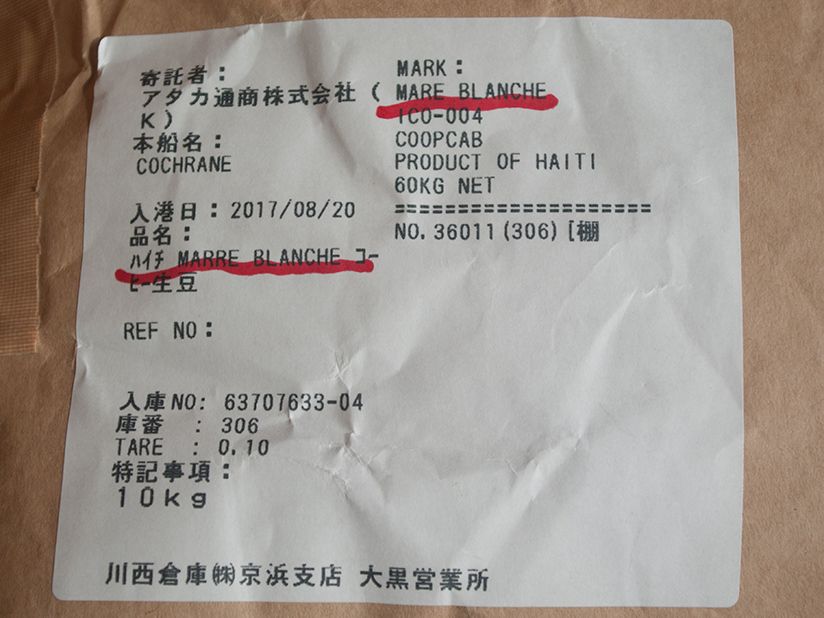 寄託者：
アタカ通商株式会社（
K）
本船名：
COCHRANE
入港日：2017/08/20
品名：
ﾊｲﾁ MARRE BLANCHE ｺｰ
ﾋｰ生豆
REF NO：
入庫NO: 63707633-04
庫番 : 306
TARE : 0.10
特記事項：
１０ｋｇ
MARK：
MARE BLANCHE
ICO-004
COOPCAB
PRODUCT OF HAITI
60KG NET
====================
NO.36011(306)[棚
川西倉庫㈱京浜支店 大黒営業所